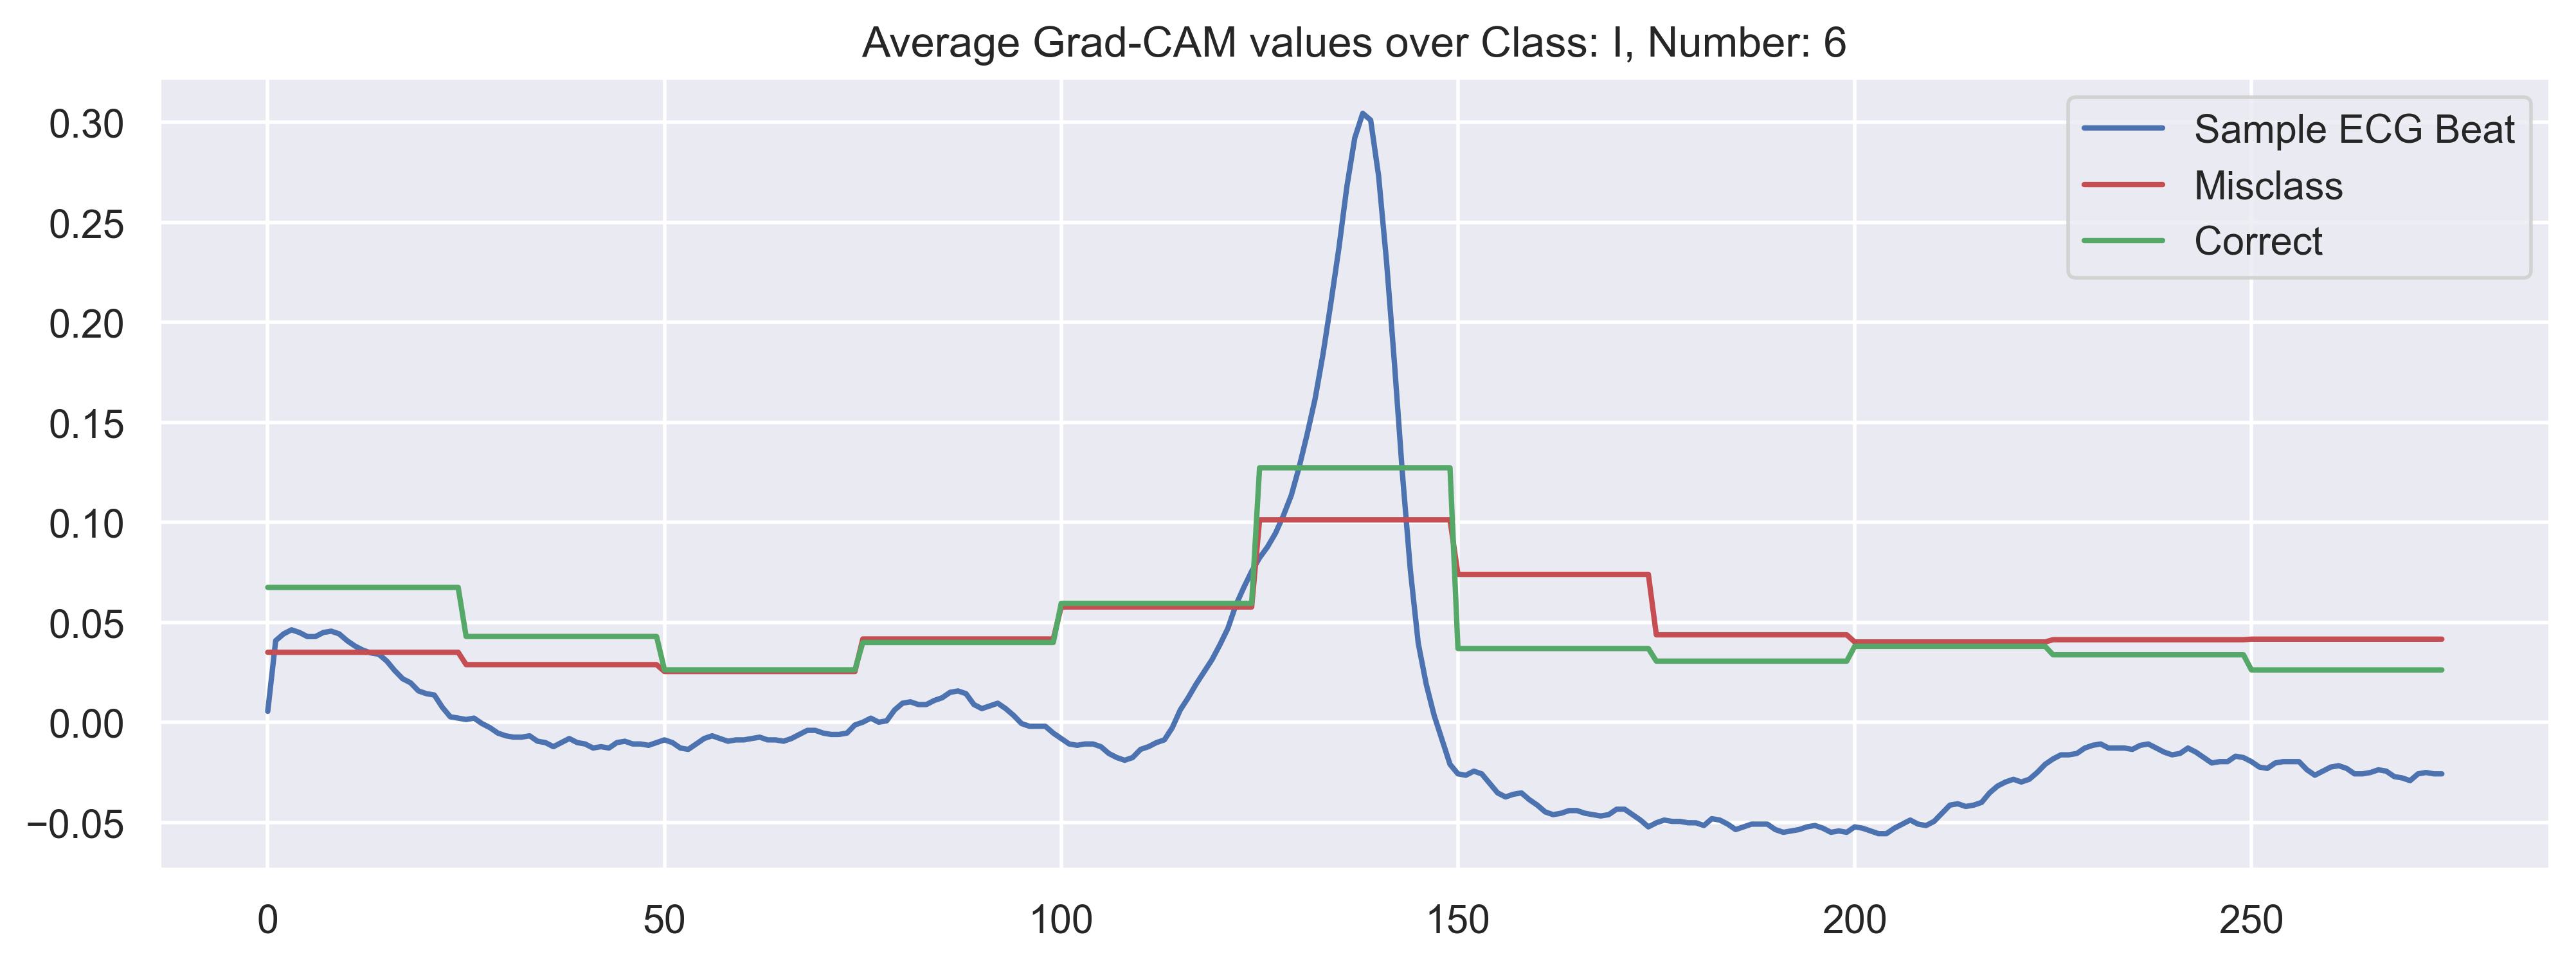 Average Grad-CAM values over Class: I, Number: 6
0.30
0.25
0.20
0.15
0.10
0.05
0.00
−0.05
Sample ECG Beat
Misclass
Correct
0 50 100 150 200 250